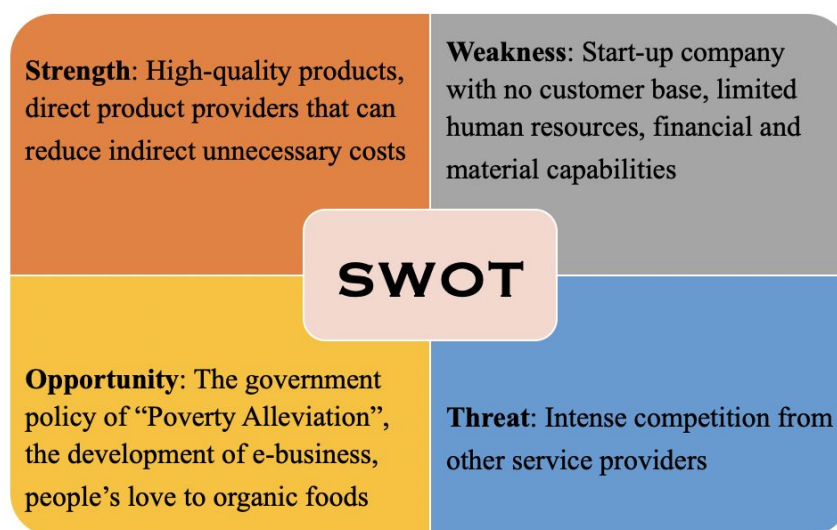 Strength: High-quality products,
direct product providers that can
reduce indirect unnecessary costs
Weakness: Start-up company
with no customer base, limited
human resources, financial and
material capabilities
SWOT
Opportunity: The government
policy of “Poverty Alleviation”,
the development of e-business,
people’s love to organic foods
Threat: Intense competition from
other service providers